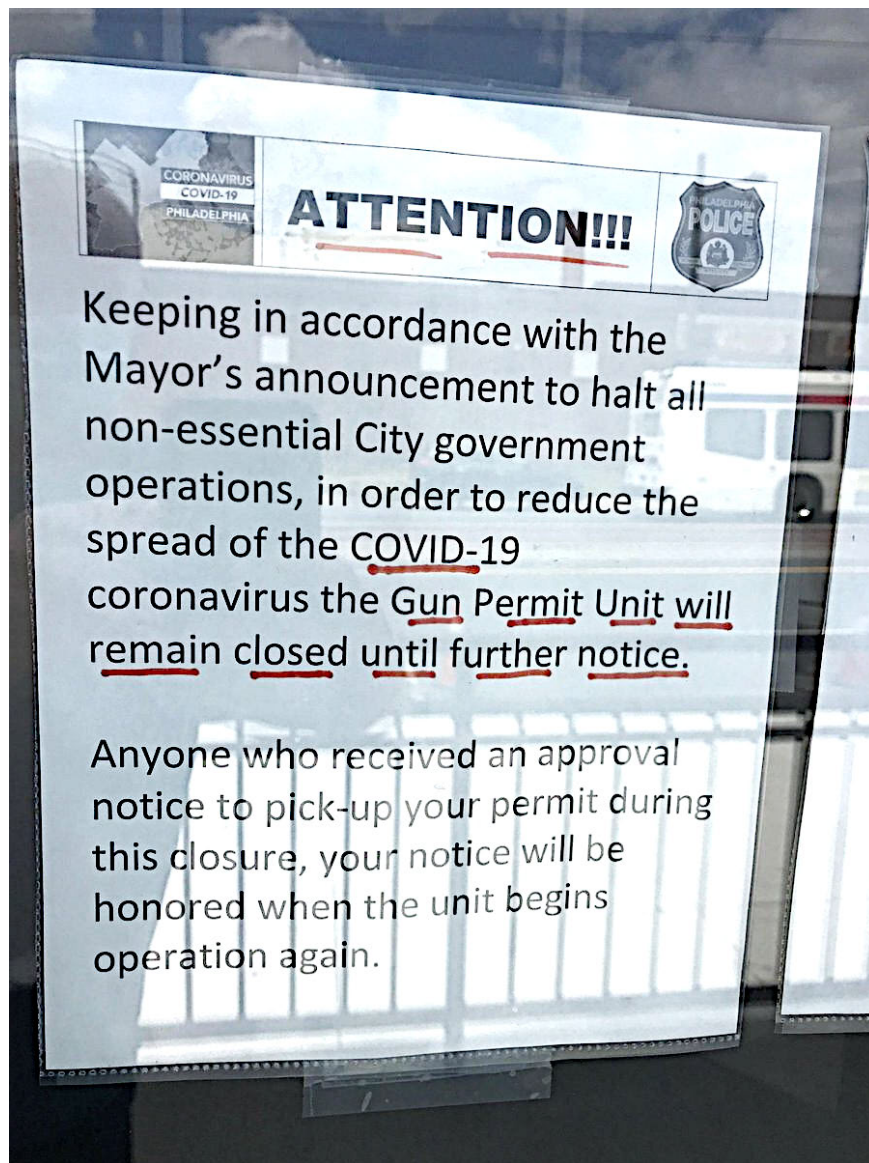 CORONAVIRUS
COVID-19
PHILADELPHIA
ATTENTION!!!
PHILADELPHIA
POLICE
Keeping in accordance with the
Mayor's announcement to halt all
non-essential City government
operations, in order to reduce the
spread of the COVID-19
coronavirus the Gun Permit Unit will
remain closed until further notice.
Anyone who received an approval
notice to pick-up your permit during
this closure, your notice will be
honored when the unit begins
operation again.